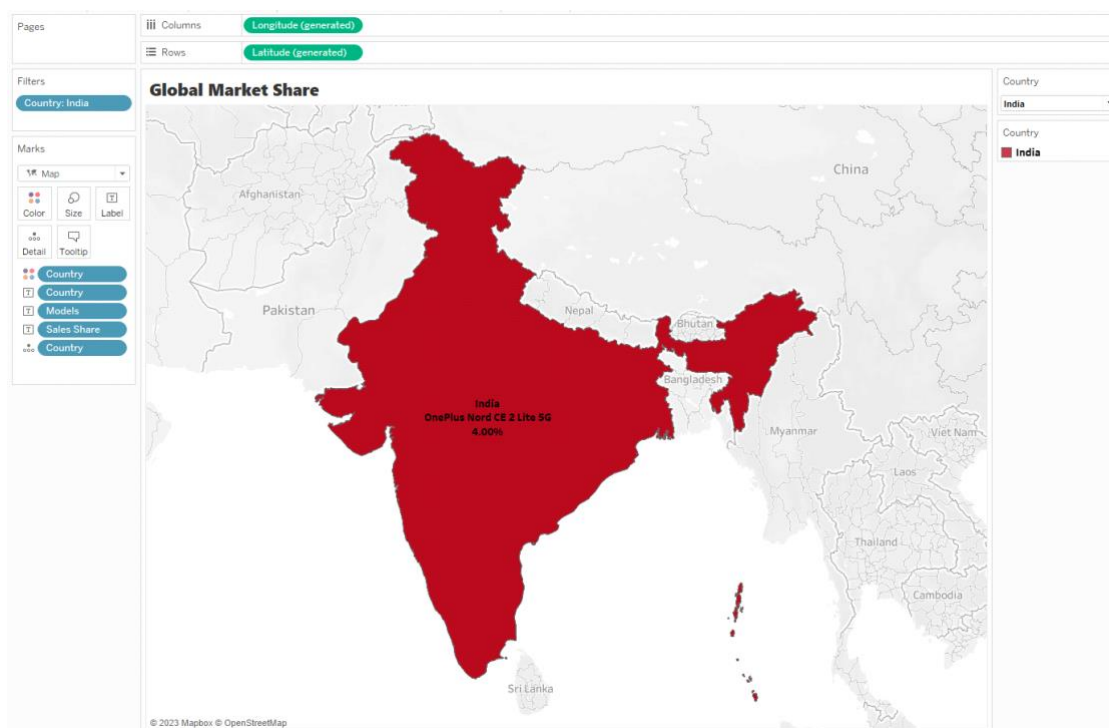 Pages
Columns
Longitude (generated)
Rows
Latitude (generated)
Filters
Country: India
Marks
Map
Color
Size
Label
Detail
Tooltip
Country
Country
Models
Sales Share
Country
Global Market Share
China
Afghanistan
Pakistan
Nepal
Bhutan
Bangladesh
India
OnePlus Nord CE 2 Lite 5G
4.00%
Myanmar
Viet Nam
Laos
Thailand
Cambodia
Sri Lanka
© 2023 Mapbox © OpenStreetMap
Country
India
Country
India